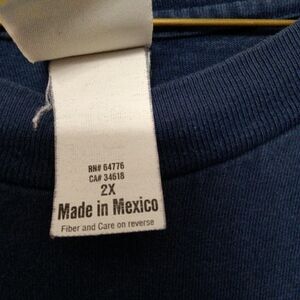 RN# 64776
CA# 34618
2X
Made in Mexico
Fiber and Care on reverse